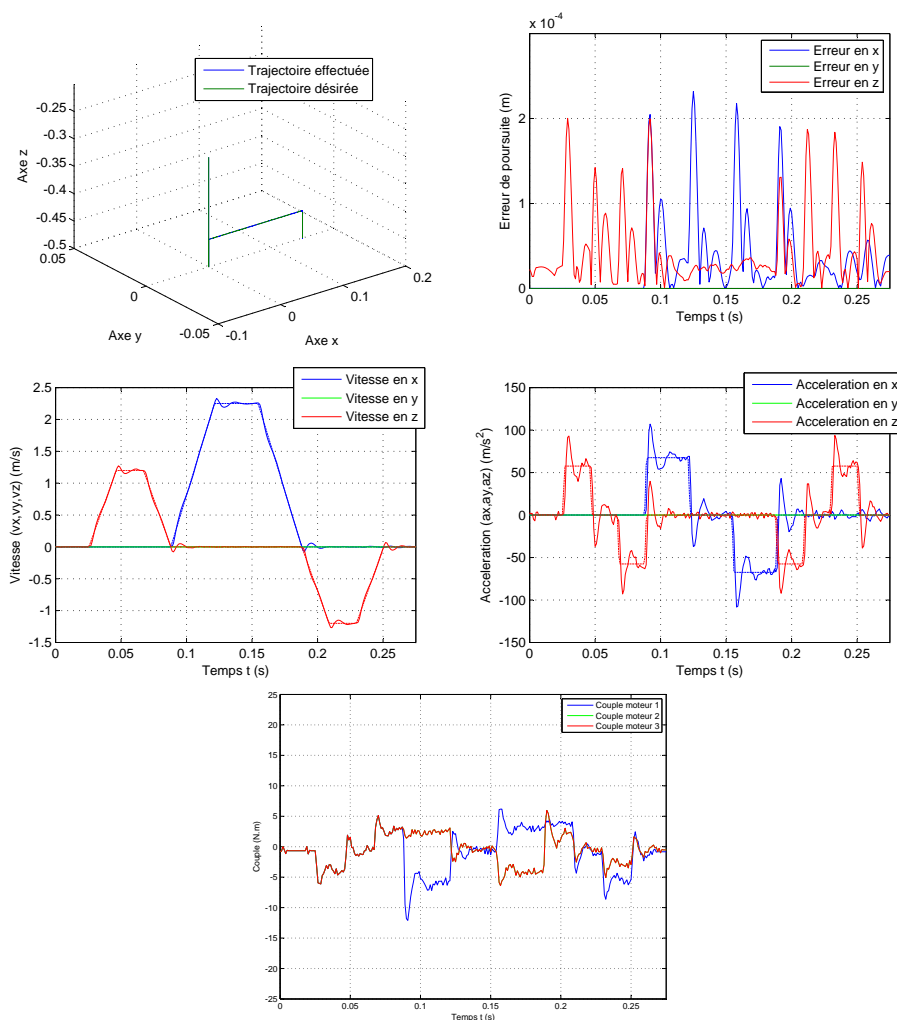 Trajectoire effectuée
Trajectoire désirée
-0.25
-0.3
-0.35
-0.4
-0.45
-0.5
Axe z
0.05
0
-0.05
Axe y
-0.1
0
0.1
0.2
Axe x
x 10^-4
Erreur en x
Erreur en y
Erreur en z
Erreur de poursuite (m)
0
1
2
0
0.05
0.1
0.15
0.2
0.25
Temps t (s)
Vitesse en x
Vitesse en y
Vitesse en z
Vitesse (vx,vy,vz) (m/s)
2.5
2
1.5
1
0.5
0
-0.5
-1
-1.5
0
0.05
0.1
0.15
0.2
0.25
Temps t (s)
Acceleration en x
Acceleration en y
Acceleration en z
Acceleration (ax,ay,az) (m/s²)
150
100
50
0
-50
-100
-150
0
0.05
0.1
0.15
0.2
0.25
Temps t (s)
Couple moteur 1
Couple moteur 2
Couple moteur 3
Couple (N.m)
25
20
15
10
5
0
-5
-10
-15
-20
-25
0
0.05
0.1
0.15
0.2
0.25
Temps t (s)